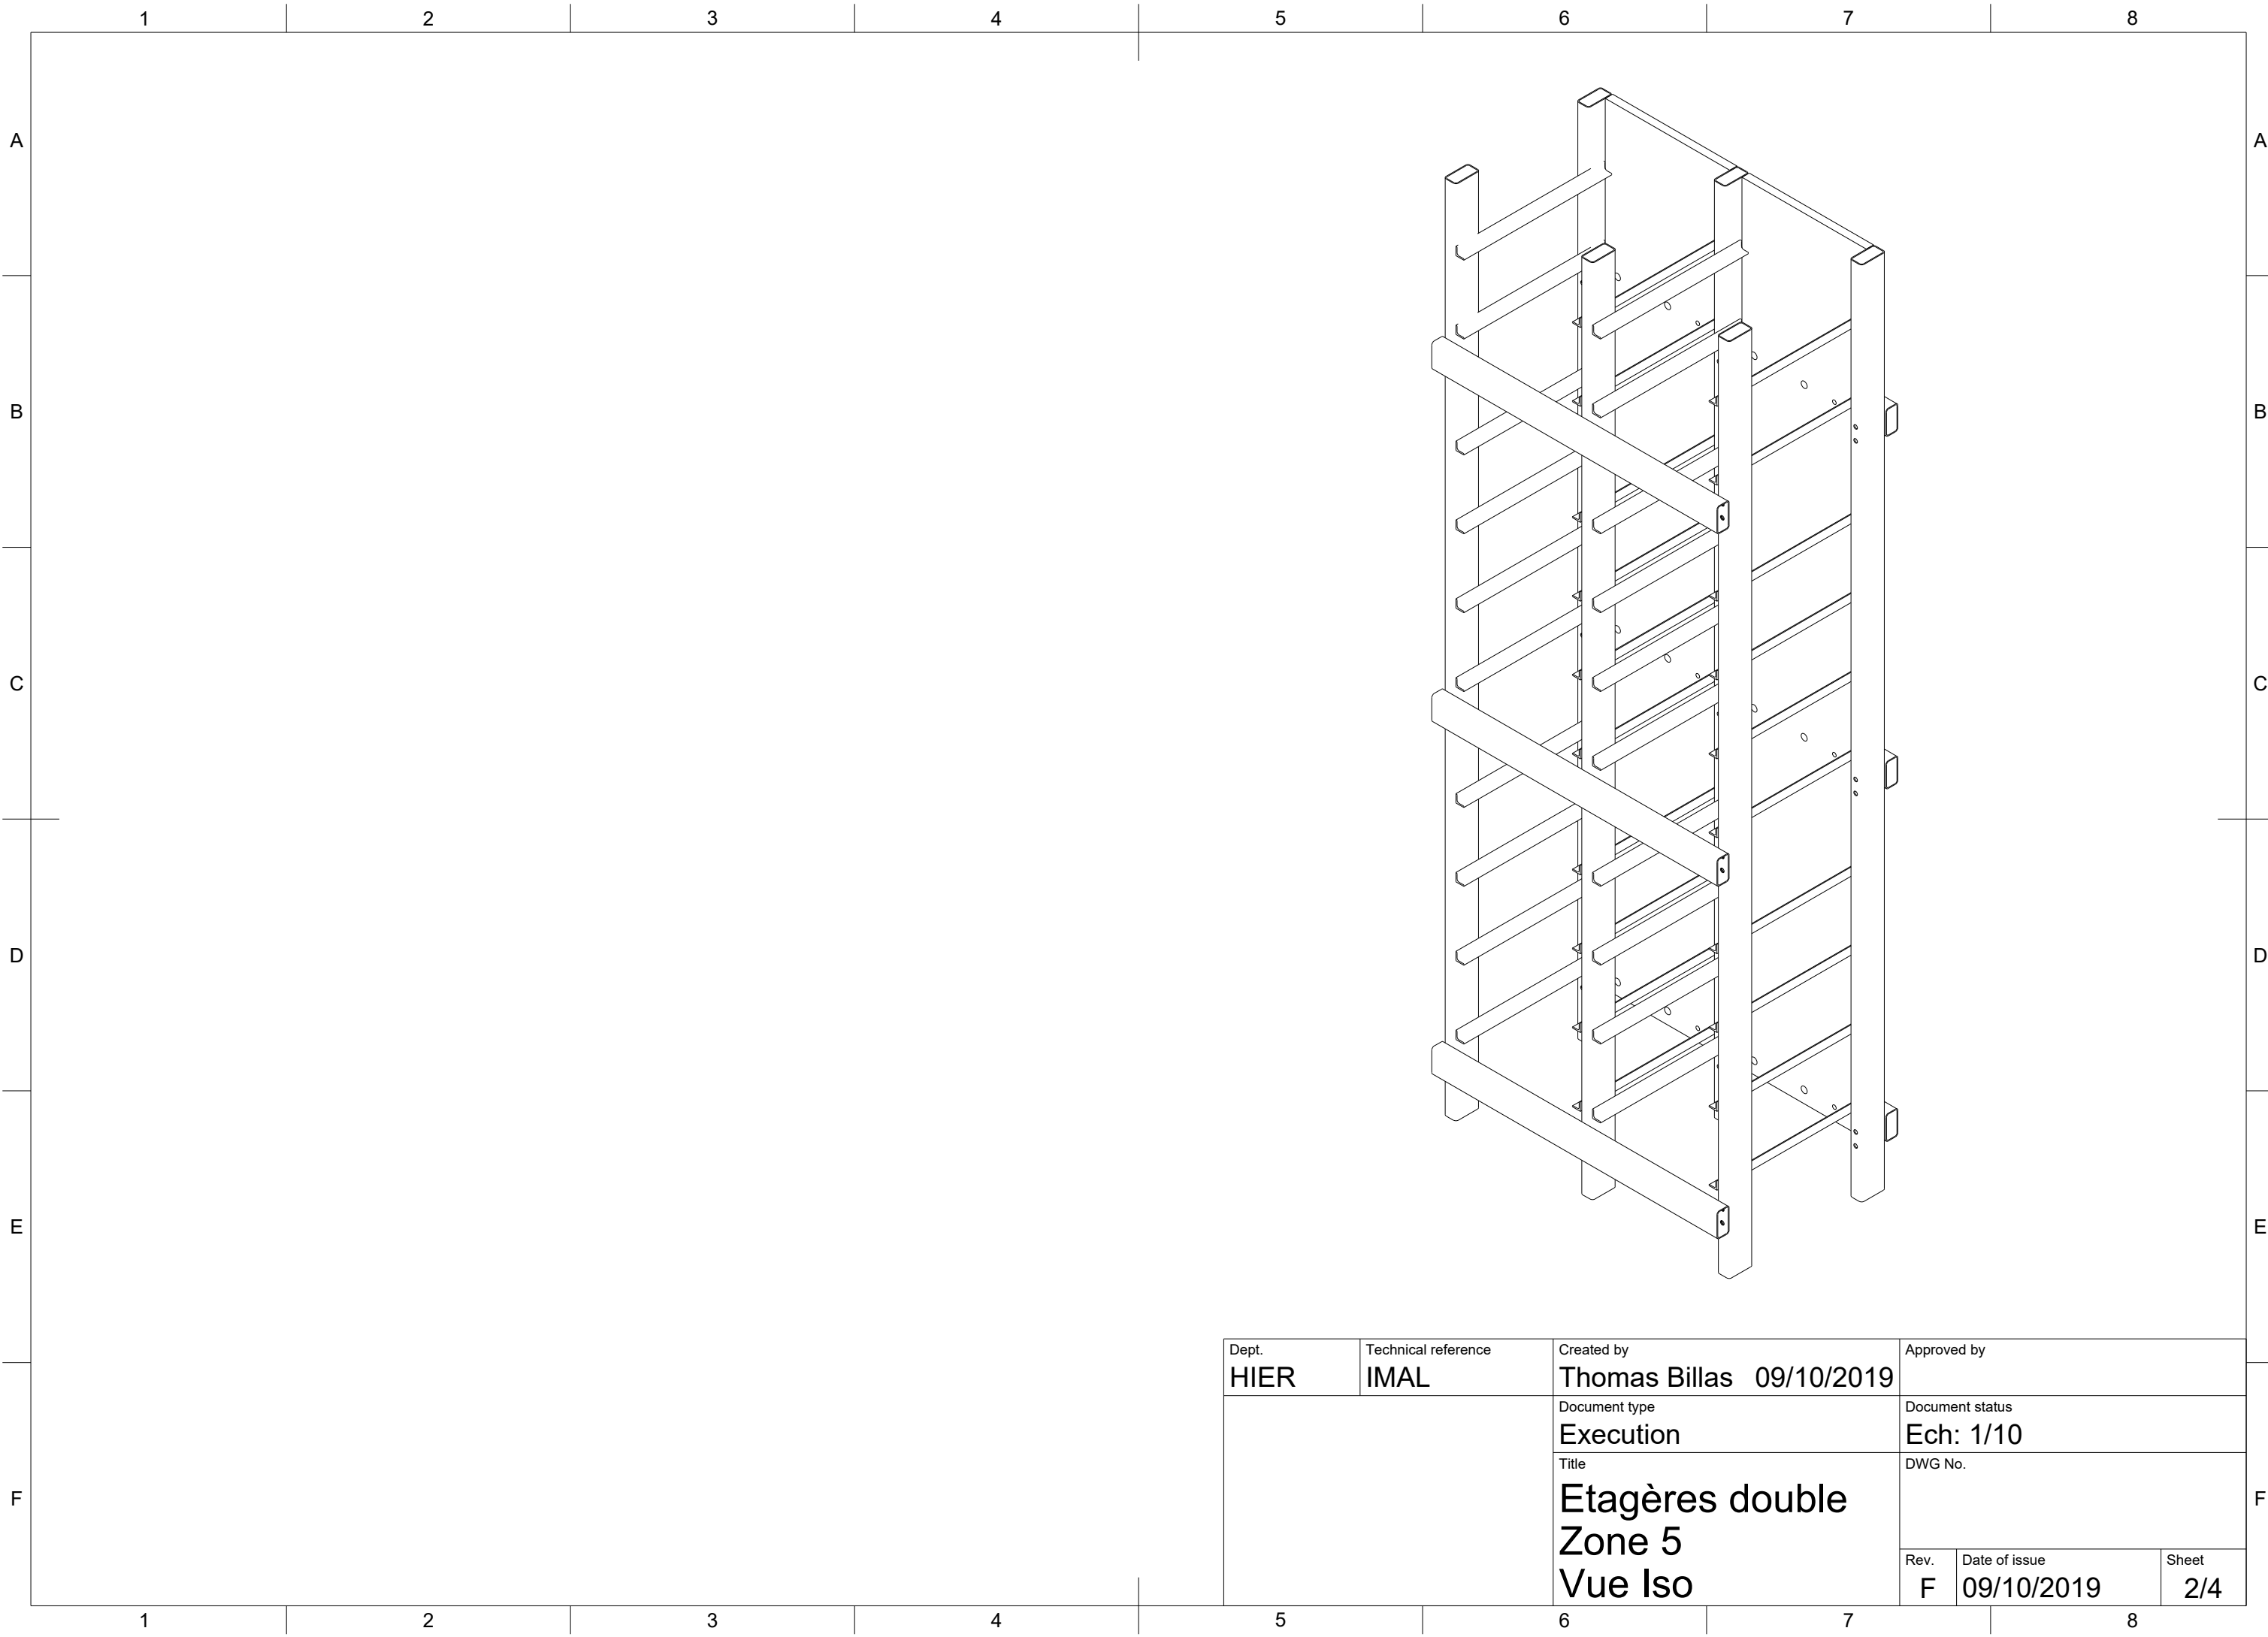 1 2 3 4 5 6 7 8
A A
B B
C C
D D
E E
F F
Dept.
HIER
Technical reference
IMAL
Created by
Thomas Billas 09/10/2019
Approved by
Document type
Execution
Document status
Ech: 1/10
Title
Etagères double
Zone 5
Vue Iso
DWG No.
Rev.
F
Date of issue
09/10/2019
Sheet
2/4
1 2 3 4 5 6 7 8